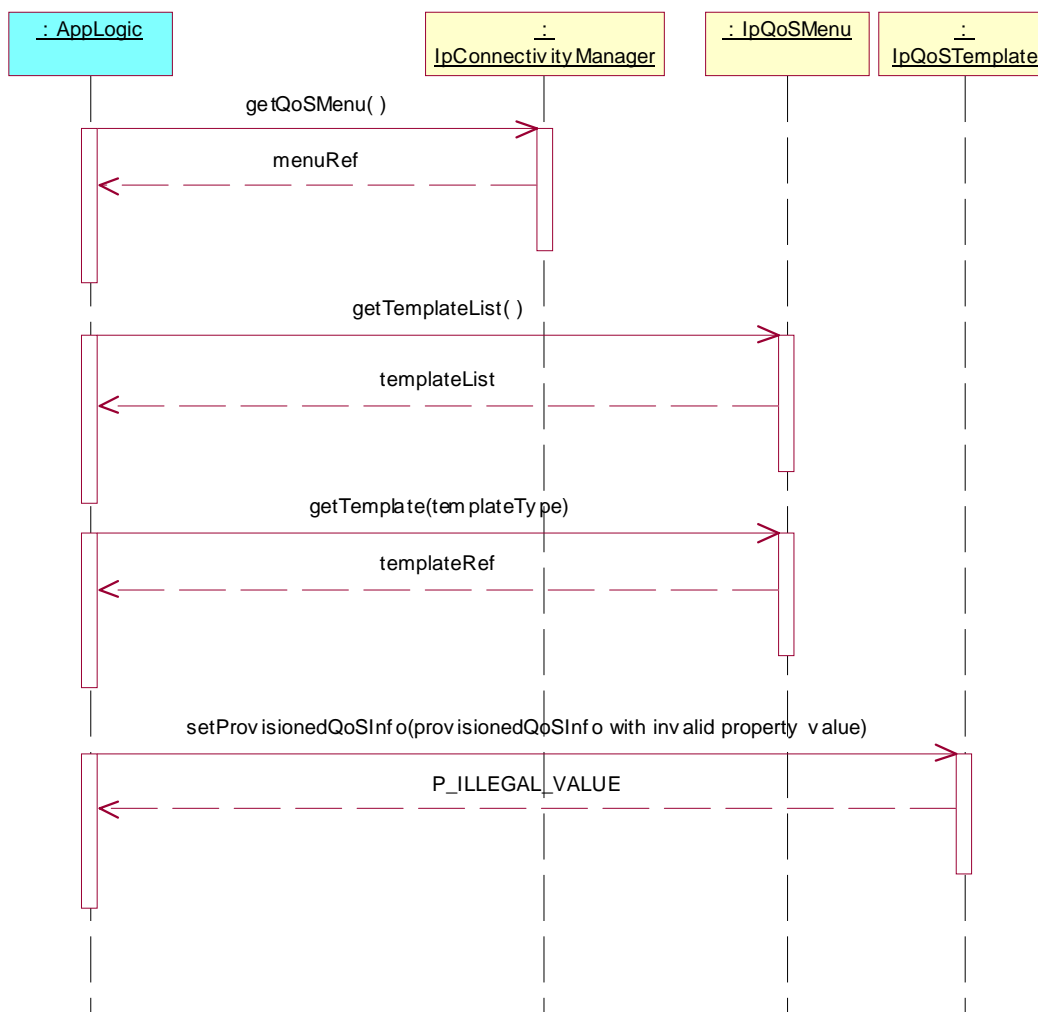 : AppLogic
:
IpConnectivityManager
: IpQoSMenu
:
IpQoSTemplate
getQoSMenu( )
menuRef
getTemplateList( )
templateList
getTemplate(templateType)
templateRef
setProvisionedQoSInfo(provisionedQoSInfo with invalid property value)
P_ILLEGAL_VALUE